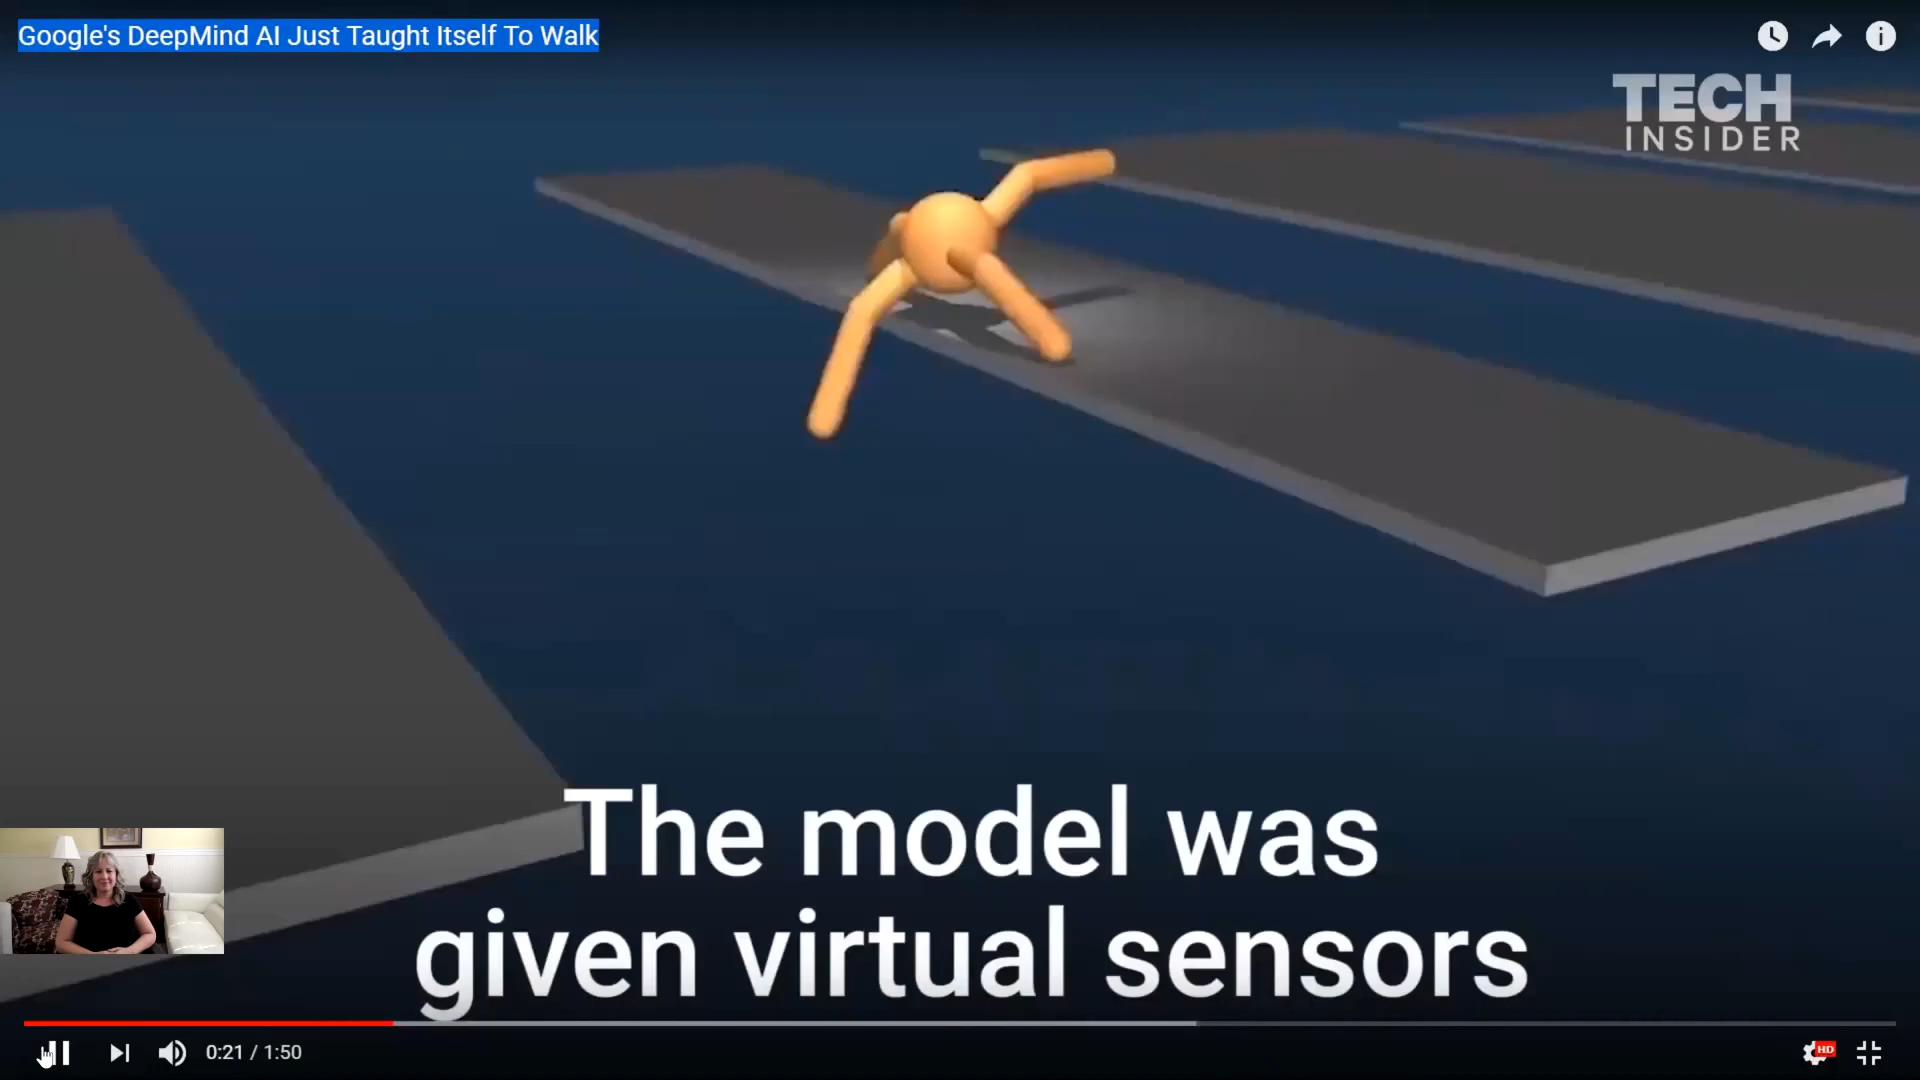 Google's DeepMind AI Just Taught Itself To Walk
TECH
INSIDER
The model was
given virtual sensors
0:21 / 1:50
HD